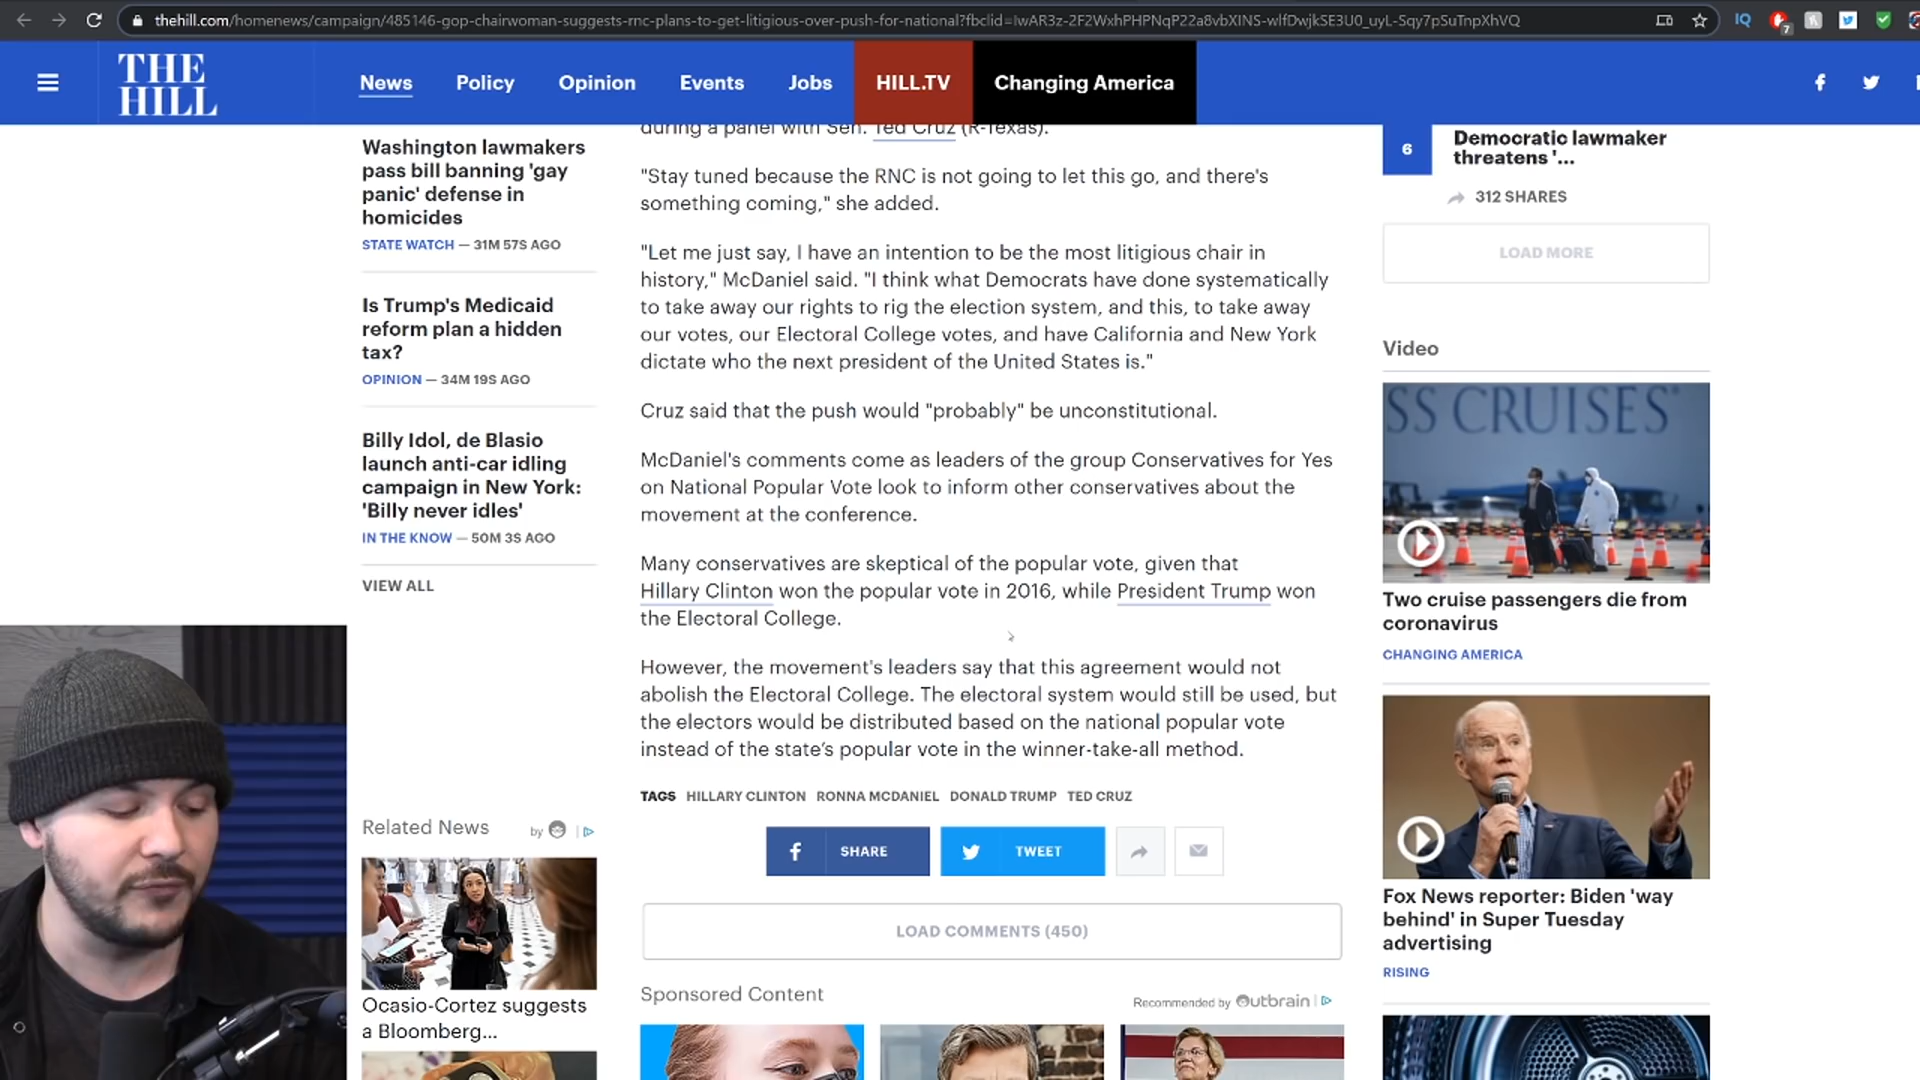 thehill.com/homenews/campaign/485146-gop-chairwoman-suggests-rnc-plans-to-get-litigious-over-push-for-national?fbclid=IwAR3z-2F2WxhPHPNqP22a8vbXINS-wlfDwjkSE3U0_uyL-Sqy7pSuTnpXhVQ
IQ
7
THE
HILL
News
Policy
Opinion
Events
Jobs
HILL.TV
Changing America
Washington lawmakers
pass bill banning 'gay
panic' defense in
homicides
STATE WATCH — 31M 57S AGO
Is Trump's Medicaid
reform plan a hidden
tax?
OPINION — 34M 19S AGO
Billy Idol, de Blasio
launch anti-car idling
campaign in New York:
'Billy never idles'
IN THE KNOW — 50M 3S AGO
VIEW ALL
Related News
by
Ocasio-Cortez suggests
a Bloomberg...
during a panel with Sen. Ted Cruz (R-Texas).
"Stay tuned because the RNC is not going to let this go, and there's
something coming," she added.
"Let me just say, I have an intention to be the most litigious chair in
history," McDaniel said. "I think what Democrats have done systematically
to take away our rights to rig the election system, and this, to take away
our votes, our Electoral College votes, and have California and New York
dictate who the next president of the United States is."
Cruz said that the push would "probably" be unconstitutional.
McDaniel's comments come as leaders of the group Conservatives for Yes
on National Popular Vote look to inform other conservatives about the
movement at the conference.
Many conservatives are skeptical of the popular vote, given that
Hillary Clinton won the popular vote in 2016, while President Trump won
the Electoral College.
However, the movement's leaders say that this agreement would not
abolish the Electoral College. The electoral system would still be used, but
the electors would be distributed based on the national popular vote
instead of the state's popular vote in the winner-take-all method.
TAGS HILLARY CLINTON RONNA MCDANIEL DONALD TRUMP TED CRUZ
SHARE
TWEET
LOAD COMMENTS (450)
Sponsored Content
Recommended by Outbrain
6
Democratic lawmaker
threatens '...
312 SHARES
LOAD MORE
Video
SS CRUISES
Two cruise passengers die from
coronavirus
CHANGING AMERICA
Fox News reporter: Biden 'way
behind' in Super Tuesday
advertising
RISING